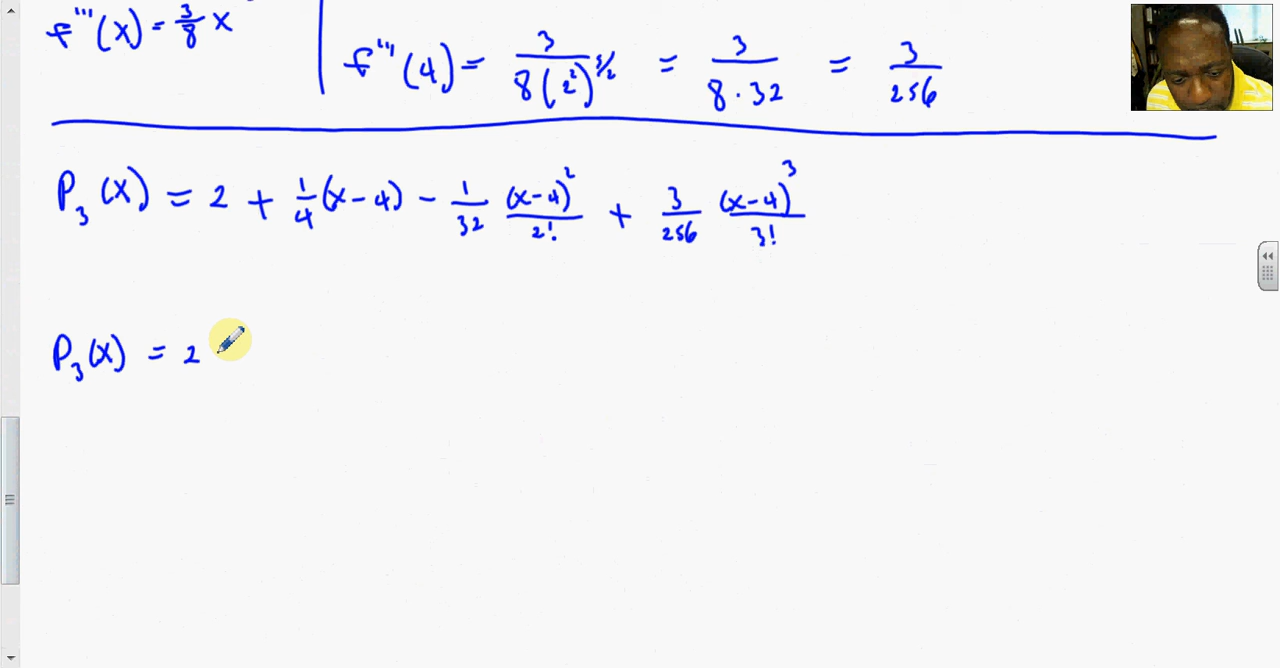 f'''(x) = 3/8 x
f'''(4) = 3/(8(2²)^5/2) = 3/(8·32) = 3/256
P₃(x) = 2 + 1/4(x-4) - 1/32 (x-4)²/2! + 3/256 (x-4)³/3!
P₃(x) = 2